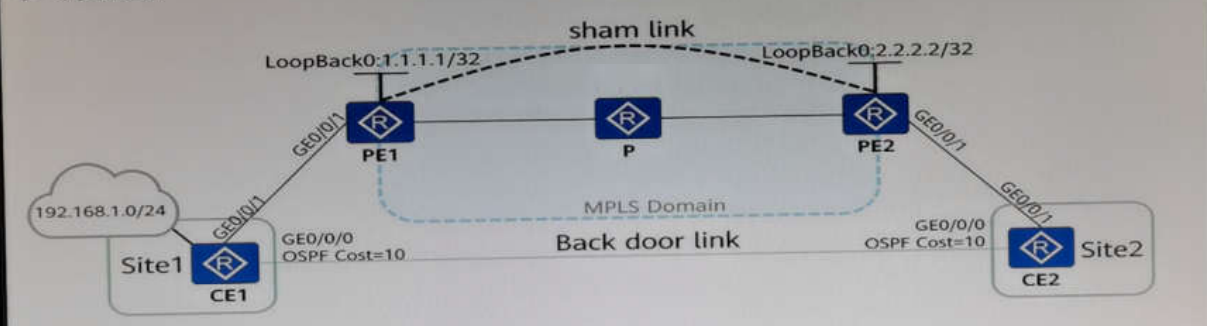 sham link
LoopBack0:1.1.1.1/32
LoopBack0:2.2.2.2/32
GE0/0/1
R
PE1
R
P
R
PE2
GE0/0/1
192.168.1.0/24
GE0/0/1
MPLS Domain
GE0/0/1
Site1
R
CE1
GE0/0/0
OSPF Cost=10
Back door link
GE0/0/0
OSPF Cost=10
R
CE2
Site2